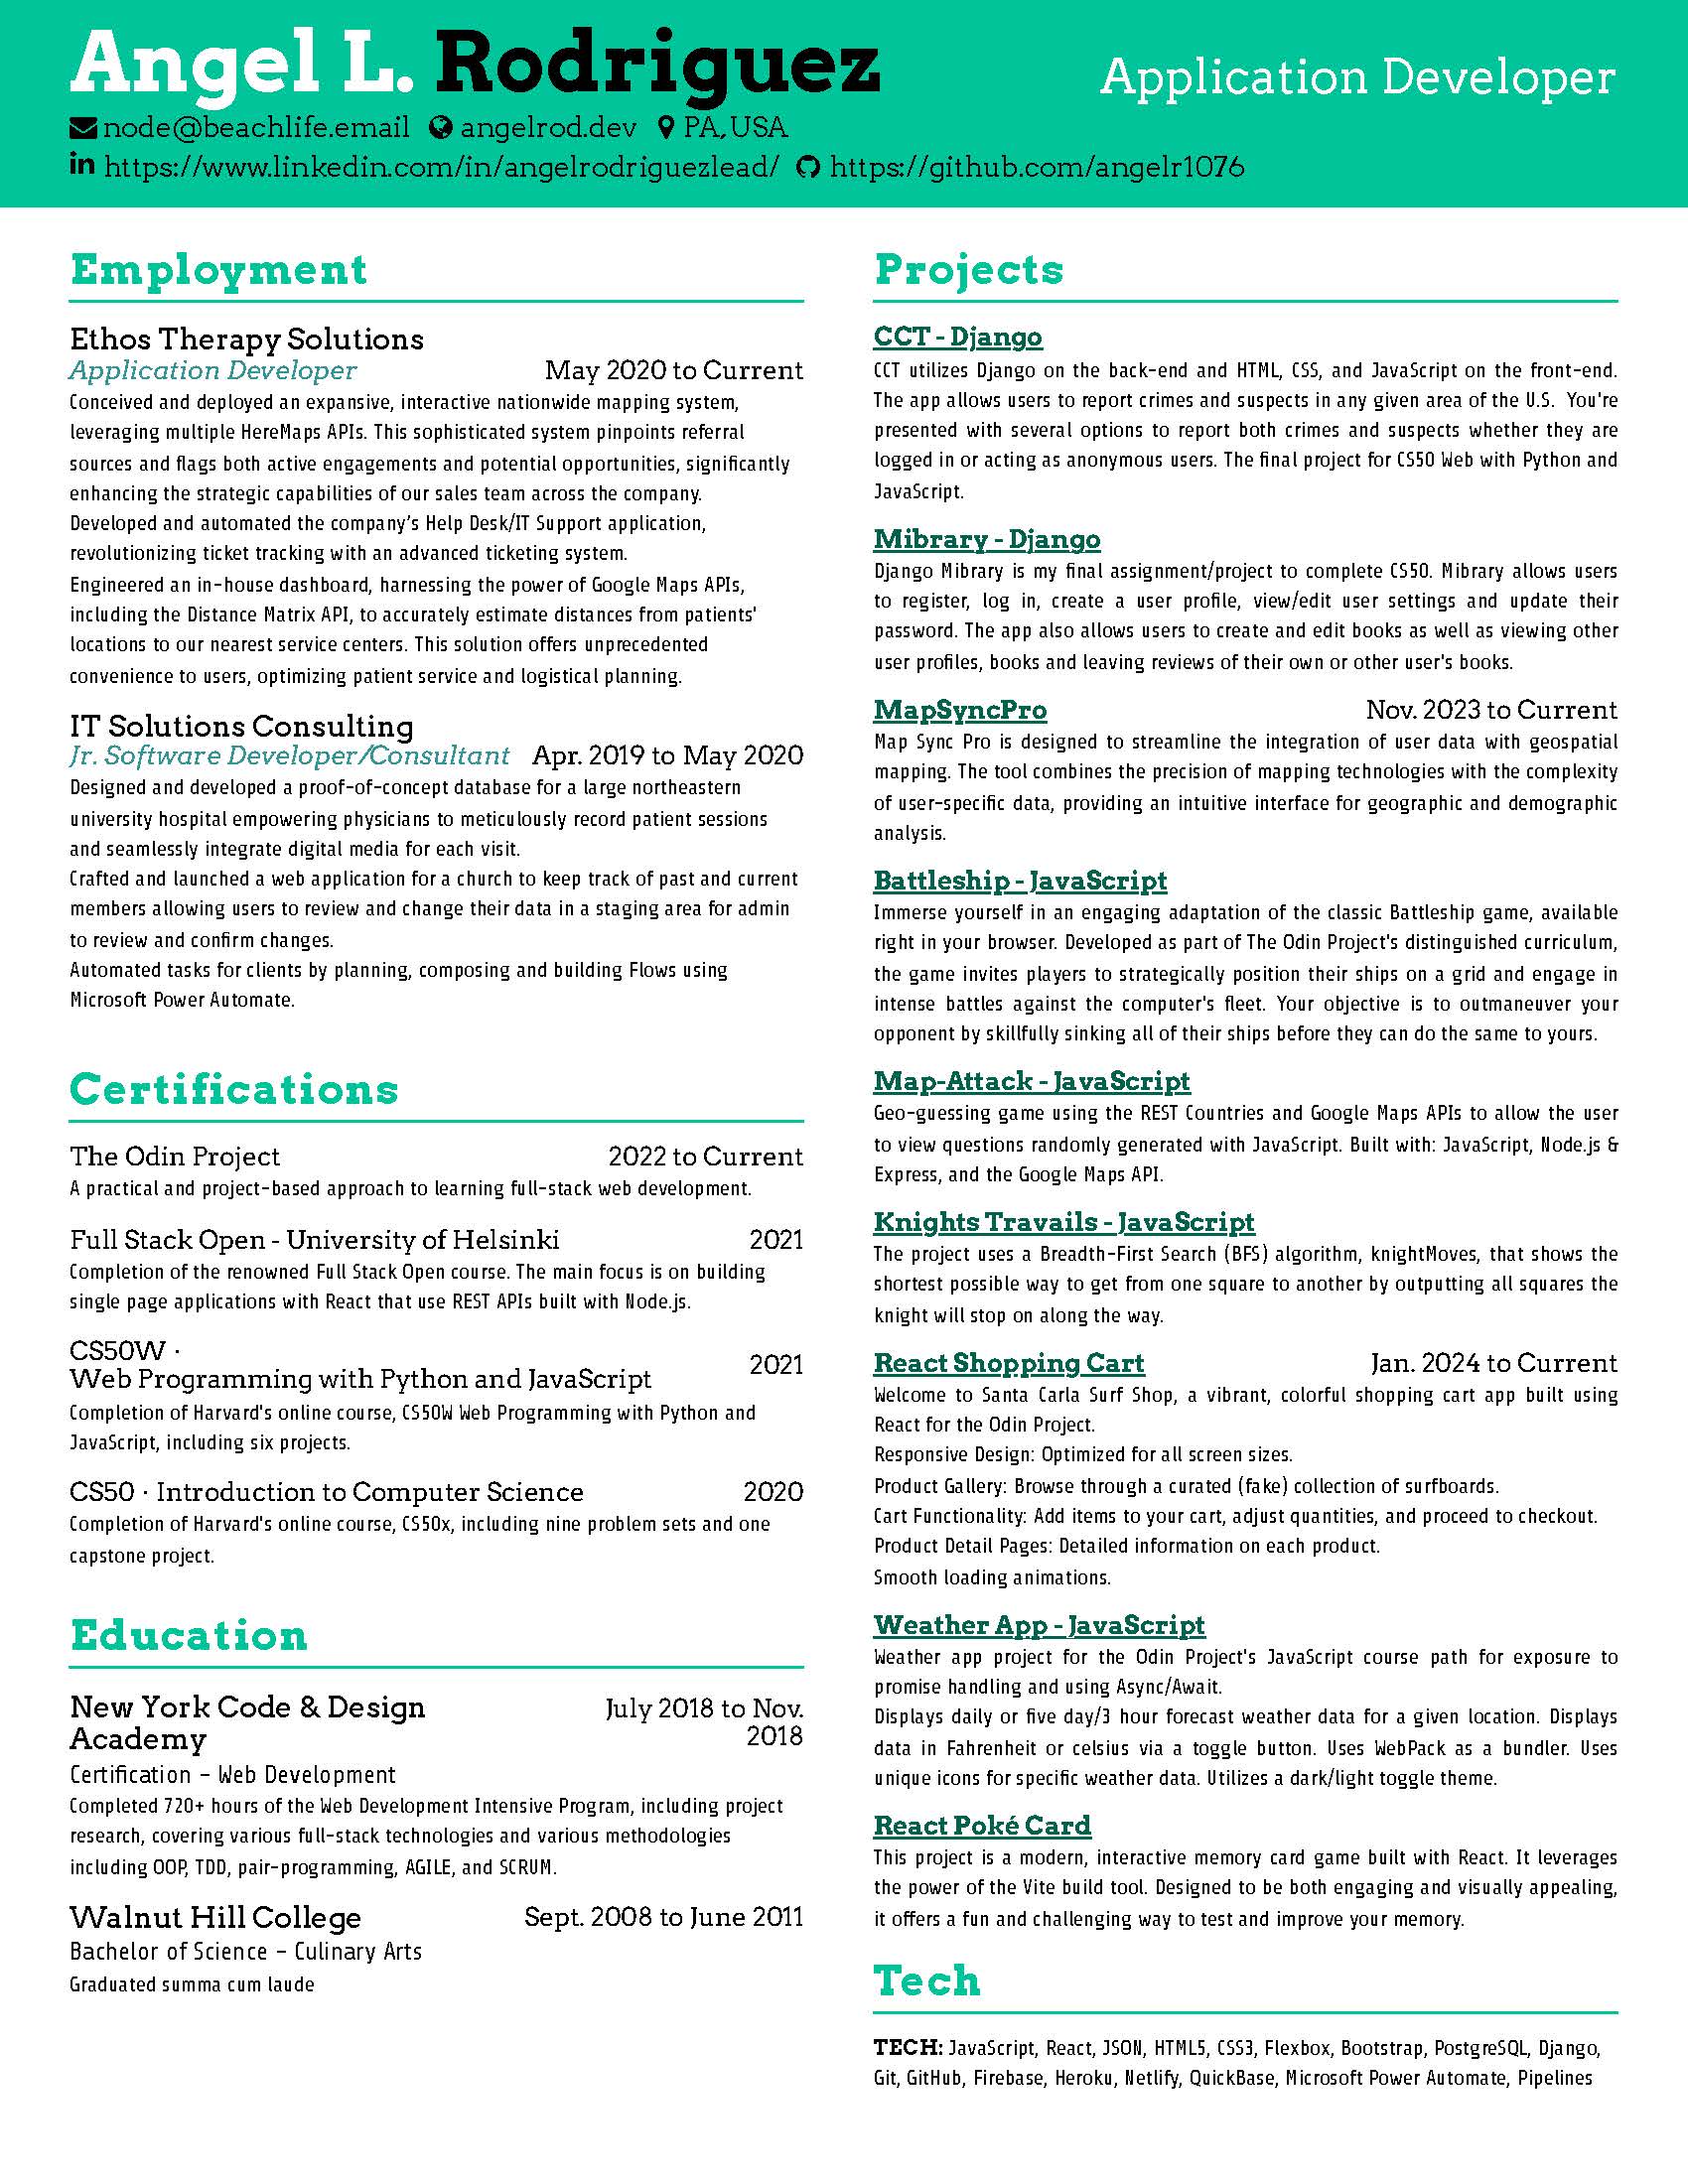 Angel L. Rodriguez
Application Developer
node@beachlife.email angelrod.dev PA, USA
https://www.linkedin.com/in/angelrodriguezlead/ https://github.com/angelr1076
Employment
Ethos Therapy Solutions
Application Developer May 2020 to Current
Conceived and deployed an expansive, interactive nationwide mapping system,
leveraging multiple HereMaps APIs. This sophisticated system pinpoints referral
sources and flags both active engagements and potential opportunities, significantly
enhancing the strategic capabilities of our sales team across the company.
Developed and automated the company’s Help Desk/IT Support application,
revolutionizing ticket tracking with an advanced ticketing system.
Engineered an in-house dashboard, harnessing the power of Google Maps APIs,
including the Distance Matrix API, to accurately estimate distances from patients'
locations to our nearest service centers. This solution offers unprecedented
convenience to users, optimizing patient service and logistical planning.
IT Solutions Consulting
Jr. Software Developer/Consultant Apr. 2019 to May 2020
Designed and developed a proof-of-concept database for a large northeastern
university hospital empowering physicians to meticulously record patient sessions
and seamlessly integrate digital media for each visit.
Crafted and launched a web application for a church to keep track of past and current
members allowing users to review and change their data in a staging area for admin
to review and confirm changes.
Automated tasks for clients by planning, composing and building Flows using
Microsoft Power Automate.
Certifications
The Odin Project 2022 to Current
A practical and project-based approach to learning full-stack web development.
Full Stack Open - University of Helsinki 2021
Completion of the renowned Full Stack Open course. The main focus is on building
single page applications with React that use REST APIs built with Node.js.
CS50W ·
Web Programming with Python and JavaScript 2021
Completion of Harvard's online course, CS50W Web Programming with Python and
JavaScript, including six projects.
CS50 · Introduction to Computer Science 2020
Completion of Harvard's online course, CS50x, including nine problem sets and one
capstone project.
Education
New York Code & Design July 2018 to Nov.
Academy 2018
Certification - Web Development
Completed 720+ hours of the Web Development Intensive Program, including project
research, covering various full-stack technologies and various methodologies
including OOP, TDD, pair-programming, AGILE, and SCRUM.
Walnut Hill College Sept. 2008 to June 2011
Bachelor of Science - Culinary Arts
Graduated summa cum laude
Projects
CCT - Django
CCT utilizes Django on the back-end and HTML, CSS, and JavaScript on the front-end.
The app allows users to report crimes and suspects in any given area of the U.S. You're
presented with several options to report both crimes and suspects whether they are
logged in or acting as anonymous users. The final project for CS50 Web with Python and
JavaScript.
Mibrary - Django
Django Mibrary is my final assignment/project to complete CS50. Mibrary allows users
to register, log in, create a user profile, view/edit user settings and update their
password. The app also allows users to create and edit books as well as viewing other
user profiles, books and leaving reviews of their own or other user's books.
MapSyncPro Nov. 2023 to Current
Map Sync Pro is designed to streamline the integration of user data with geospatial
mapping. The tool combines the precision of mapping technologies with the complexity
of user-specific data, providing an intuitive interface for geographic and demographic
analysis.
Battleship - JavaScript
Immerse yourself in an engaging adaptation of the classic Battleship game, available
right in your browser. Developed as part of The Odin Project's distinguished curriculum,
the game invites players to strategically position their ships on a grid and engage in
intense battles against the computer's fleet. Your objective is to outmaneuver your
opponent by skillfully sinking all of their ships before they can do the same to yours.
Map-Attack - JavaScript
Geo-guessing game using the REST Countries and Google Maps APIs to allow the user
to view questions randomly generated with JavaScript. Built with: JavaScript, Node.js &
Express, and the Google Maps API.
Knights Travails - JavaScript
The project uses a Breadth-First Search (BFS) algorithm, knightMoves, that shows the
shortest possible way to get from one square to another by outputting all squares the
knight will stop on along the way.
React Shopping Cart Jan. 2024 to Current
Welcome to Santa Carla Surf Shop, a vibrant, colorful shopping cart app built using
React for the Odin Project.
Responsive Design: Optimized for all screen sizes.
Product Gallery: Browse through a curated (fake) collection of surfboards.
Cart Functionality: Add items to your cart, adjust quantities, and proceed to checkout.
Product Detail Pages: Detailed information on each product.
Smooth loading animations.
Weather App - JavaScript
Weather app project for the Odin Project's JavaScript course path for exposure to
promise handling and using Async/Await.
Displays daily or five day/3 hour forecast weather data for a given location. Displays
data in Fahrenheit or celsius via a toggle button. Uses WebPack as a bundler. Uses
unique icons for specific weather data. Utilizes a dark/light toggle theme.
React Poké Card
This project is a modern, interactive memory card game built with React. It leverages
the power of the Vite build tool. Designed to be both engaging and visually appealing,
it offers a fun and challenging way to test and improve your memory.
Tech
TECH: JavaScript, React, JSON, HTML5, CSS3, Flexbox, Bootstrap, PostgreSQL, Django,
Git, GitHub, Firebase, Heroku, Netlify, QuickBase, Microsoft Power Automate, Pipelines